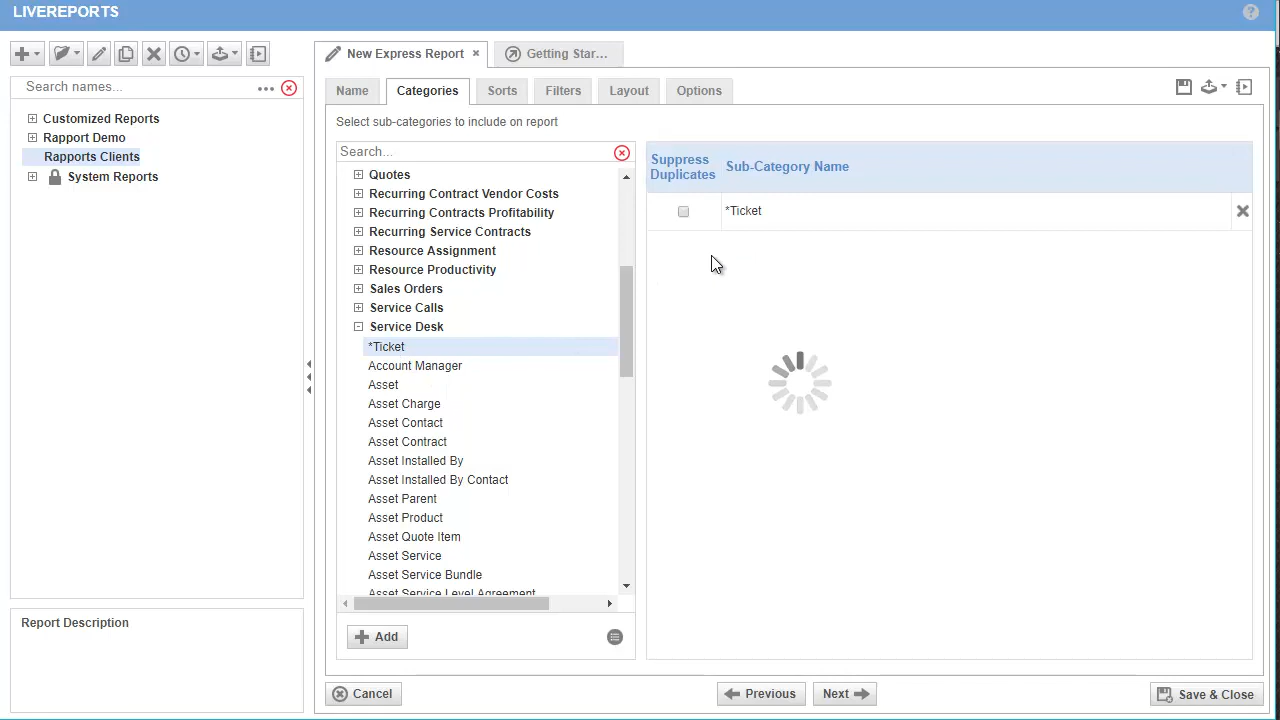 LIVEREPORTS
New Express Report
Getting Star...
Search names...
Customized Reports
Rapport Demo
Rapports Clients
System Reports
Report Description
Name
Categories
Sorts
Filters
Layout
Options
Select sub-categories to include on report
Search...
Quotes
Recurring Contract Vendor Costs
Recurring Contracts Profitability
Recurring Service Contracts
Resource Assignment
Resource Productivity
Sales Orders
Service Calls
Service Desk
*Ticket
Account Manager
Asset
Asset Charge
Asset Contact
Asset Contract
Asset Installed By
Asset Installed By Contact
Asset Parent
Asset Product
Asset Quote Item
Asset Service
Asset Service Bundle
Asset Service Level Agreement
Add
Suppress
Duplicates
Sub-Category Name
*Ticket
Cancel
Previous
Next
Save & Close